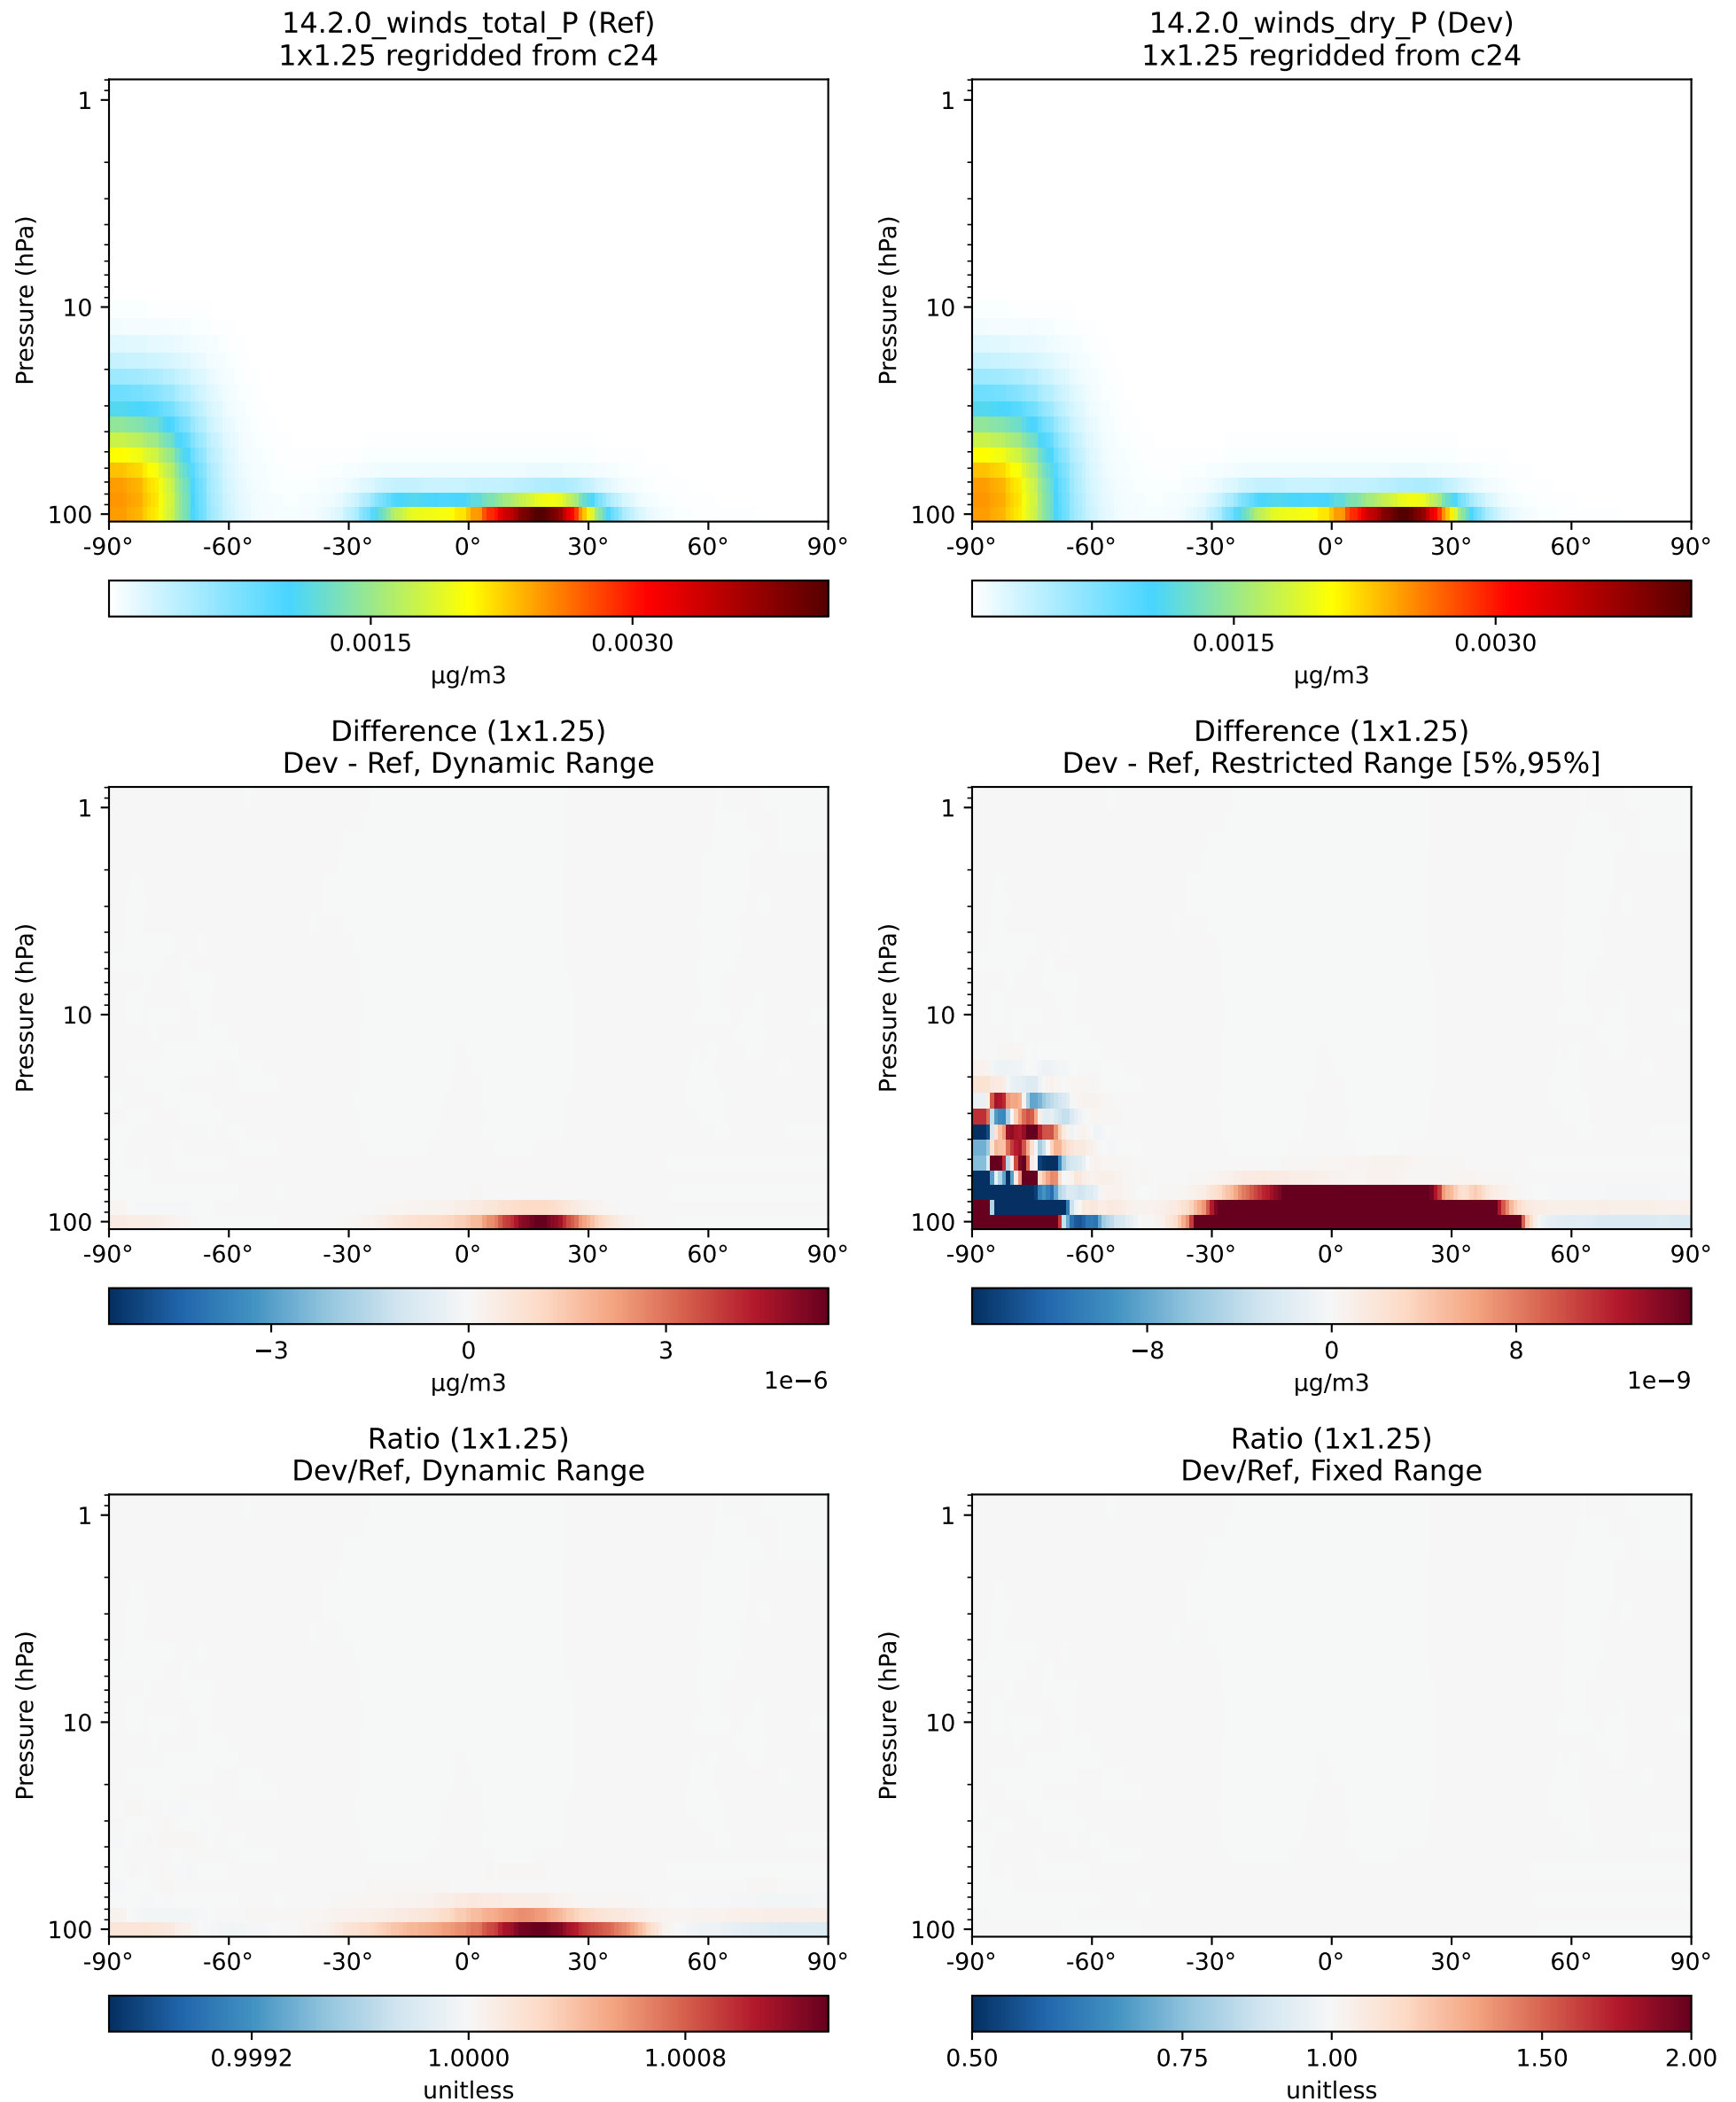 14.2.0_winds_total_P (Ref)
1x1.25 regridded from c24
Pressure (hPa)
1
10
100
-90° -60° -30° 0° 30° 60° 90°
0.0015 0.0030
μg/m3
14.2.0_winds_dry_P (Dev)
1x1.25 regridded from c24
Pressure (hPa)
1
10
100
-90° -60° -30° 0° 30° 60° 90°
0.0015 0.0030
μg/m3
Difference (1x1.25)
Dev - Ref, Dynamic Range
Pressure (hPa)
1
10
100
-90° -60° -30° 0° 30° 60° 90°
−3 0 3
μg/m3 1e−6
Difference (1x1.25)
Dev - Ref, Restricted Range [5%,95%]
Pressure (hPa)
1
10
100
-90° -60° -30° 0° 30° 60° 90°
−8 0 8
μg/m3 1e−9
Ratio (1x1.25)
Dev/Ref, Dynamic Range
Pressure (hPa)
1
10
100
-90° -60° -30° 0° 30° 60° 90°
0.9992 1.0000 1.0008
unitless
Ratio (1x1.25)
Dev/Ref, Fixed Range
Pressure (hPa)
1
10
100
-90° -60° -30° 0° 30° 60° 90°
0.50 0.75 1.00 1.50 2.00
unitless